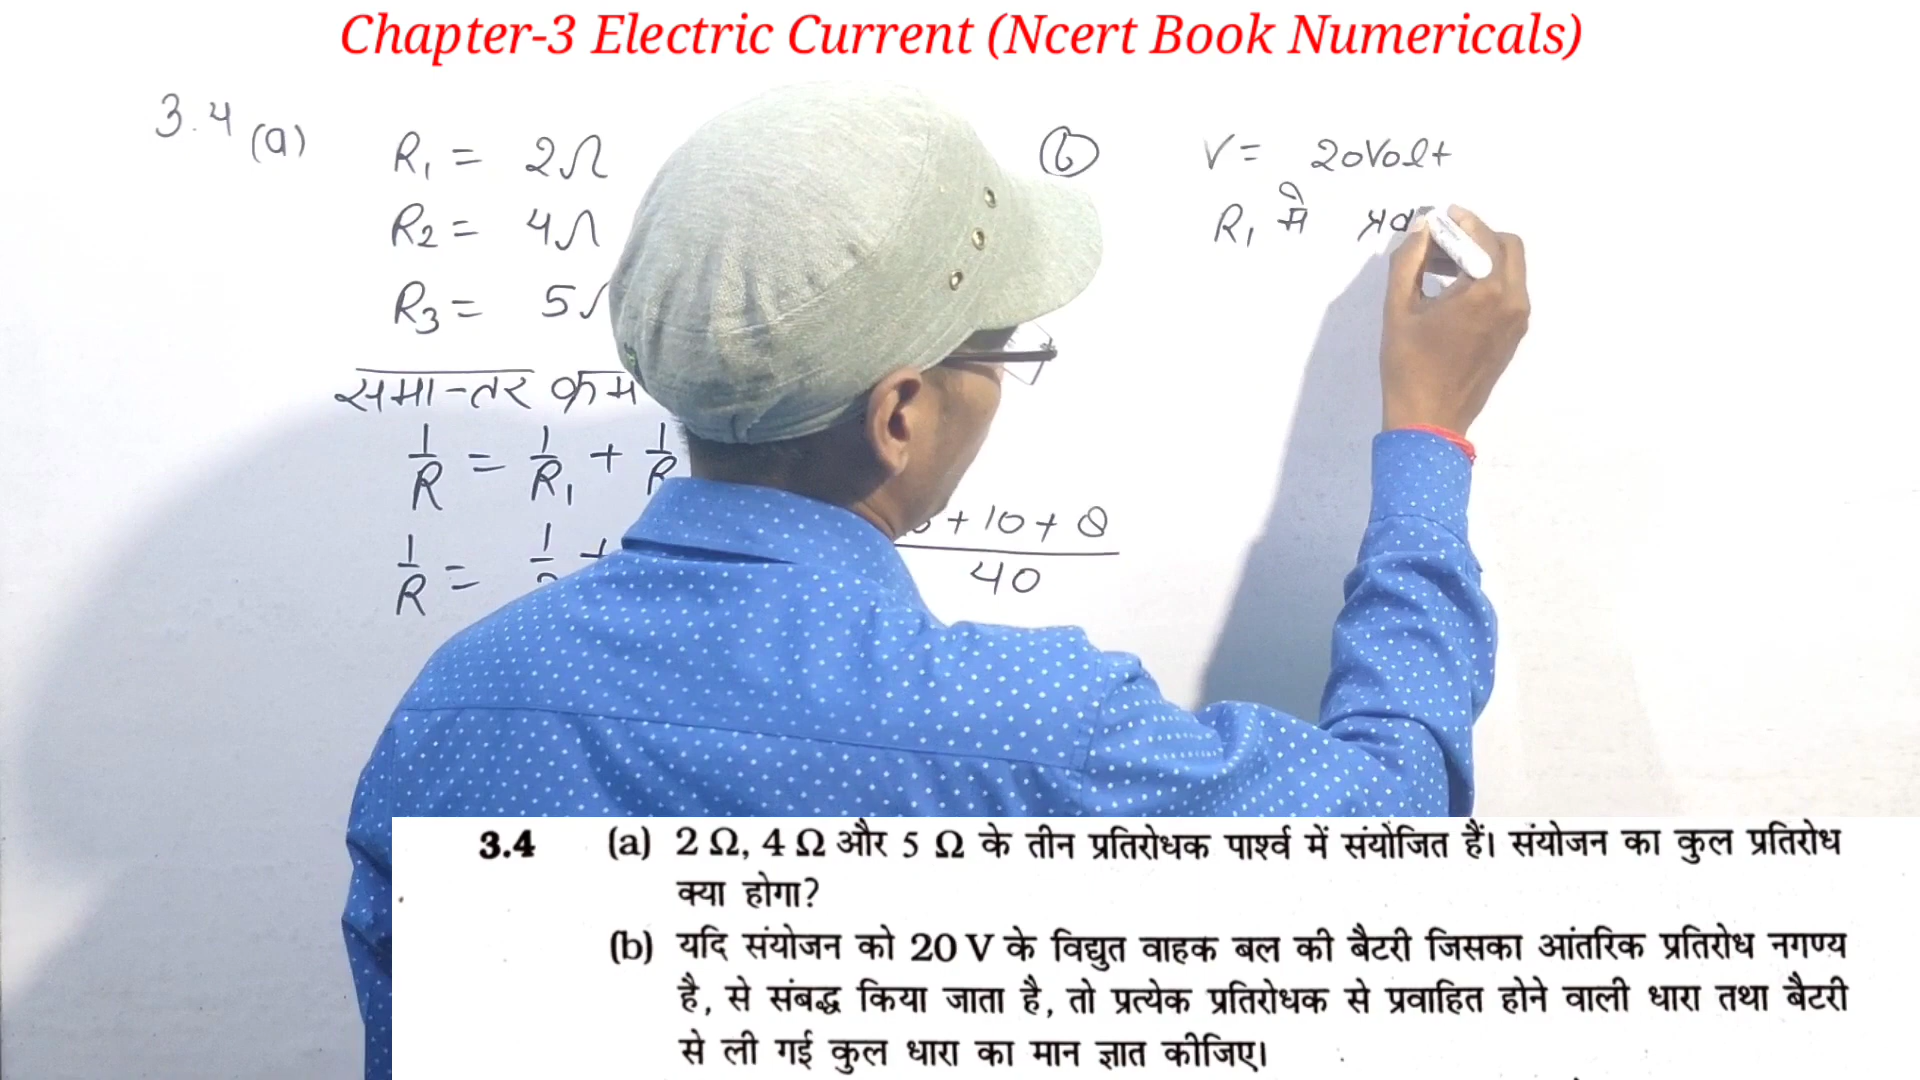 Chapter-3 Electric Current (Ncert Book Numericals)
3.4 (a)
R₁ = 2Ω
R₂ = 4Ω
R₃ = 5Ω
समान्तर क्रम
1/R = 1/R₁ + 1/R
1/R = 1/ +
+ 10 + 8
40
(b)
V = 20Volt
R₁ मे
3.4 (a) 2 Ω, 4 Ω और 5 Ω के तीन प्रतिरोधक पार्श्व में संयोजित हैं। संयोजन का कुल प्रतिरोध
क्या होगा?
(b) यदि संयोजन को 20 V के विद्युत वाहक बल की बैटरी जिसका आंतरिक प्रतिरोध नगण्य
है, से संबद्ध किया जाता है, तो प्रत्येक प्रतिरोधक से प्रवाहित होने वाली धारा तथा बैटरी
से ली गई कुल धारा का मान ज्ञात कीजिए।